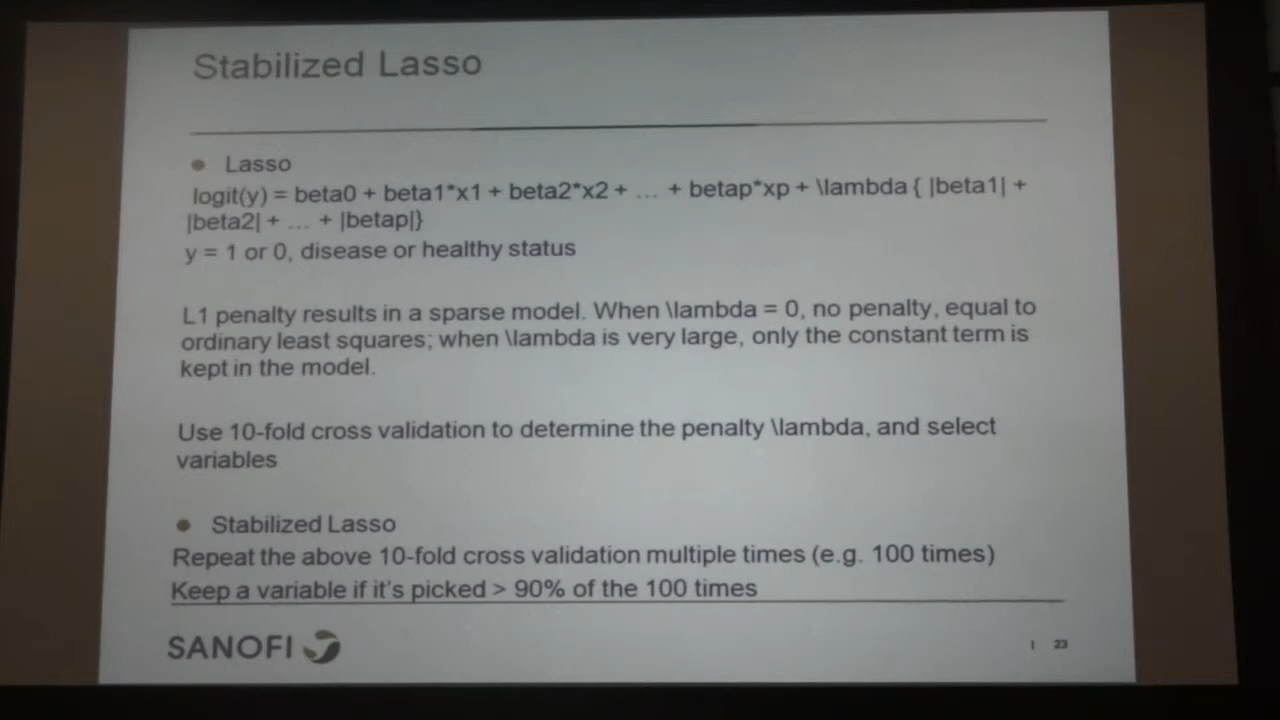 Stabilized Lasso
Lasso
logit(y) = beta0 + beta1*x1 + beta2*x2 + … + betap*xp + \lambda { |beta1| +
|beta2| + … + |betap|}
y = 1 or 0, disease or healthy status
L1 penalty results in a sparse model. When \lambda = 0, no penalty, equal to
ordinary least squares; when \lambda is very large, only the constant term is
kept in the model.
Use 10-fold cross validation to determine the penalty \lambda, and select
variables
Stabilized Lasso
Repeat the above 10-fold cross validation multiple times (e.g. 100 times)
Keep a variable if it's picked > 90% of the 100 times
SANOFI
| 23